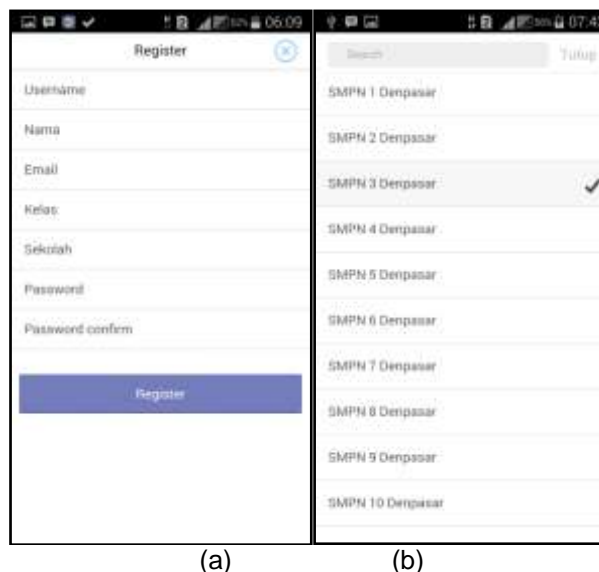 06:09
Register
Username
Nama
Email
Kelas
Sekolah
Password
Password confirm
Register
(a)
07:43
Search
Tutup
SMPN 1 Denpasar
SMPN 2 Denpasar
SMPN 3 Denpasar
SMPN 4 Denpasar
SMPN 5 Denpasar
SMPN 6 Denpasar
SMPN 7 Denpasar
SMPN 8 Denpasar
SMPN 9 Denpasar
SMPN 10 Denpasar
(b)